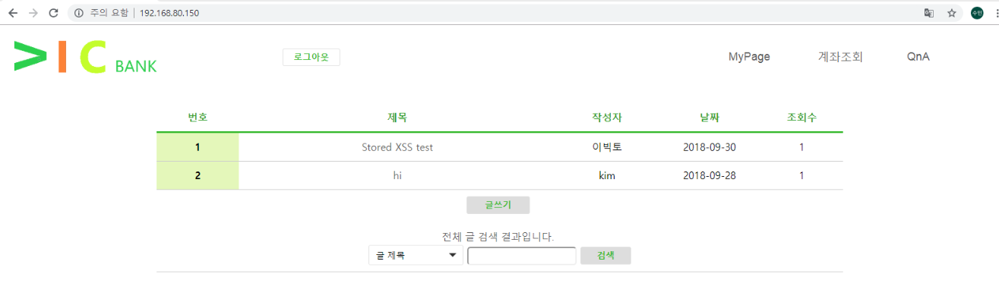 주의 요함 | 192.168.80.150
>IC BANK
로그아웃
MyPage 계좌조회 QnA
번호 제목 작성자 날짜 조회수
1 Stored XSS test 이빅토 2018-09-30 1
2 hi kim 2018-09-28 1
글쓰기
전체 글 검색 결과입니다.
글 제목 검색